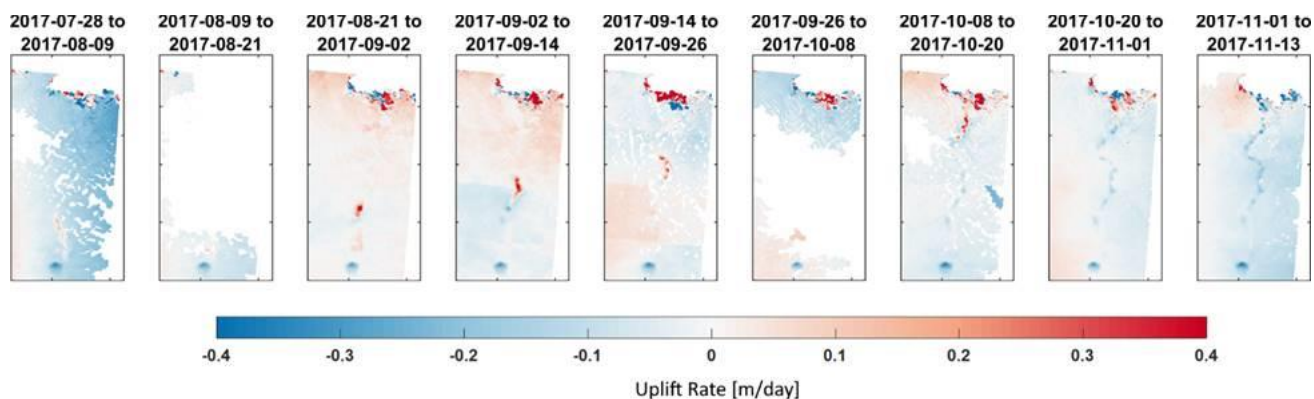 2017-07-28 to 2017-08-09 to 2017-08-21 to 2017-09-02 to 2017-09-14 to 2017-09-26 to 2017-10-08 to 2017-10-20 to 2017-11-01 to
2017-08-09 2017-08-21 2017-09-02 2017-09-14 2017-09-26 2017-10-08 2017-10-20 2017-11-01 2017-11-13
-0.4 -0.3 -0.2 -0.1 0 0.1 0.2 0.3 0.4
Uplift Rate [m/day]